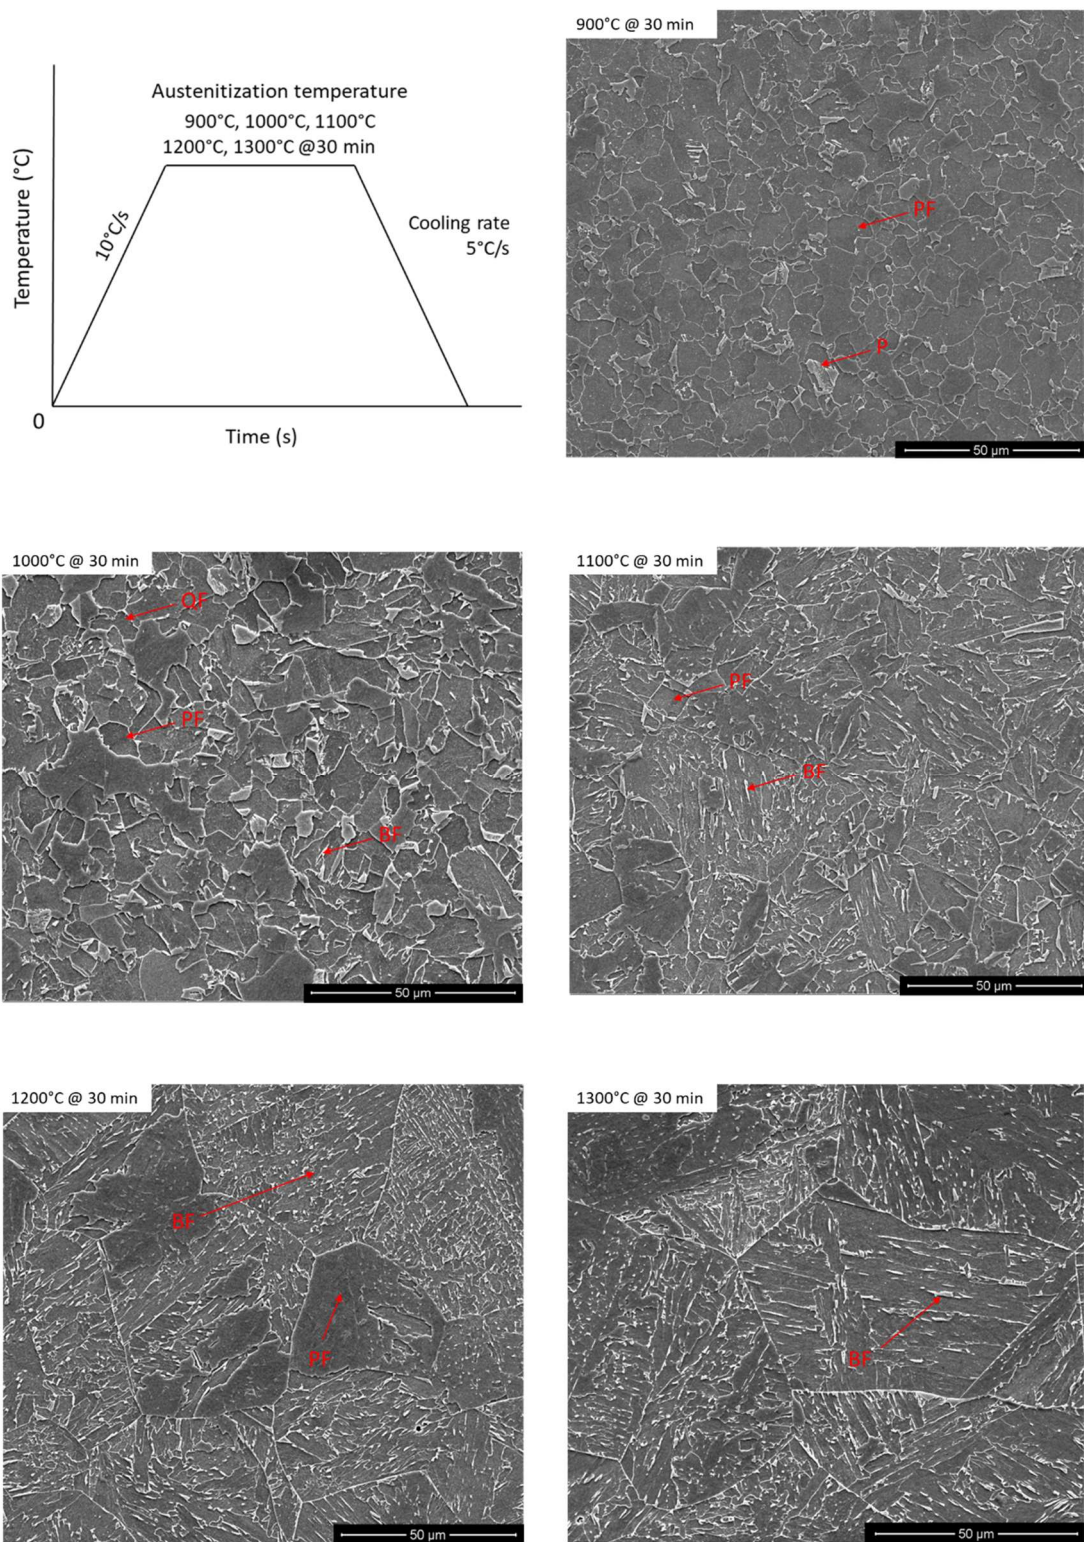 Austenitization temperature
900°C, 1000°C, 1100°C
1200°C, 1300°C @30 min
Temperature (°C)
10°C/s
Cooling rate
5°C/s
0
Time (s)
900°C @ 30 min
PF
P
50 µm
1000°C @ 30 min
QF
PF
BF
50 µm
1100°C @ 30 min
PF
BF
50 µm
1200°C @ 30 min
BF
PF
50 µm
1300°C @ 30 min
BF
50 µm